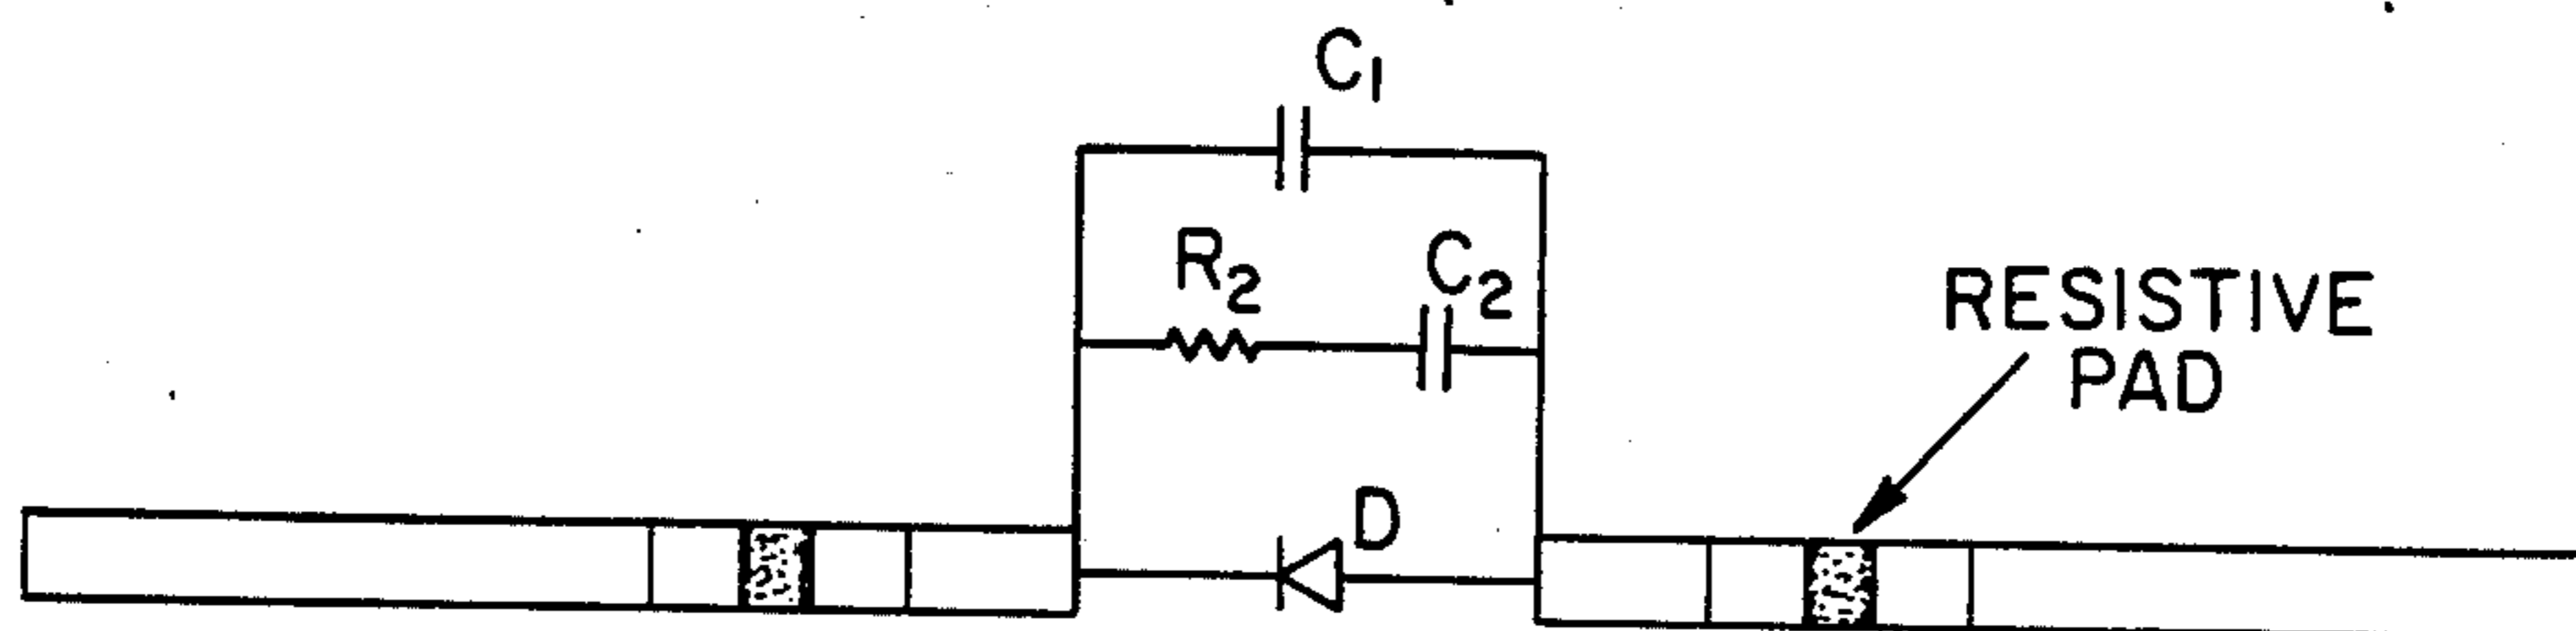 C₁
R₂
C₂
RESISTIVE
PAD
D